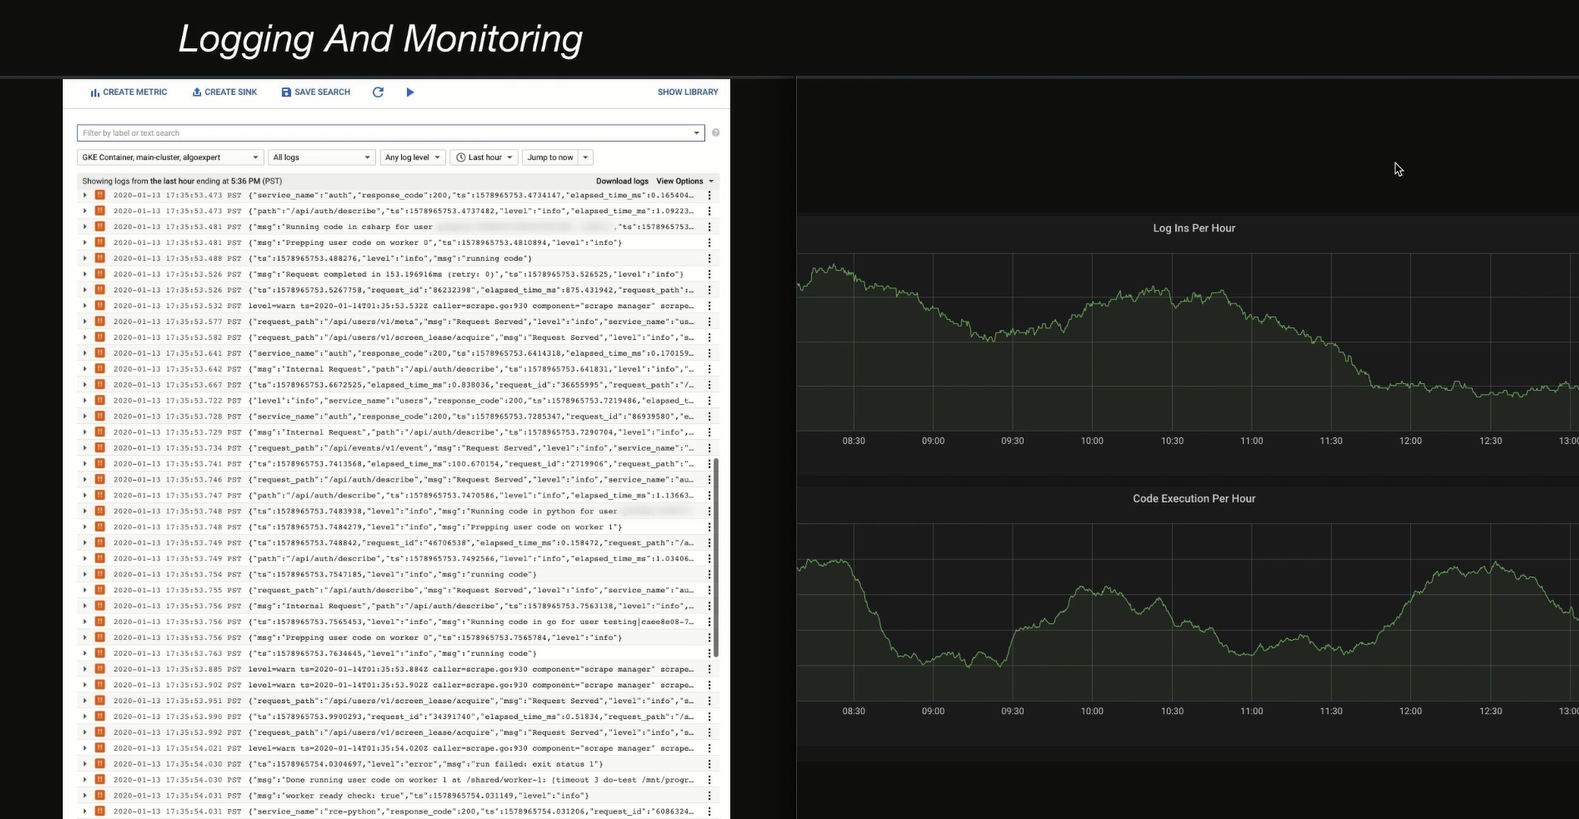 Logging And Monitoring
CREATE METRIC CREATE SINK SAVE SEARCH SHOW LIBRARY
Filter by label or text search
GKE Container, main-cluster, algoexpert All logs Any log level Last hour Jump to now
Showing logs from the last hour ending at 5:36 PM (PST) Download logs View Options
2020-01-13 17:35:53.473 PST {"service_name":"auth","response_code":200,"ts":1578965753.4734147,"elapsed_time_ms":0.165404…
2020-01-13 17:35:53.473 PST {"path":"/api/auth/describe","ts":1578965753.4737482,"level":"info","elapsed_time_ms":1.09223…
2020-01-13 17:35:53.481 PST {"msg":"Running code in csharp for user ,"ts":1578965753…
2020-01-13 17:35:53.481 PST {"msg":"Prepping user code on worker 0","ts":1578965753.4810894,"level":"info"}
2020-01-13 17:35:53.488 PST {"ts":1578965753.488276,"level":"info","msg":"running code"}
2020-01-13 17:35:53.526 PST {"msg":"Request completed in 153.196916ms (retry: 0)","ts":1578965753.526525,"level":"info"}
2020-01-13 17:35:53.526 PST {"ts":1578965753.5267758,"request_id":"86232398","elapsed_time_ms":875.431942,"request_path":…
2020-01-13 17:35:53.532 PST level=warn ts=2020-01-14T01:35:53.532Z caller=scrape.go:930 component="scrape manager" scrape…
2020-01-13 17:35:53.577 PST {"request_path":"/api/users/v1/meta","msg":"Request Served","level":"info","service_name":"us…
2020-01-13 17:35:53.582 PST {"request_path":"/api/users/v1/screen_lease/acquire","msg":"Request Served","level":"info","s…
2020-01-13 17:35:53.641 PST {"service_name":"auth","response_code":200,"ts":1578965753.6414318,"elapsed_time_ms":0.170159…
2020-01-13 17:35:53.642 PST {"msg":"Internal Request","path":"/api/auth/describe","ts":1578965753.641831,"level":"info","…
2020-01-13 17:35:53.667 PST {"ts":1578965753.6672525,"elapsed_time_ms":0.838036,"request_id":"36655995","request_path":"/…
2020-01-13 17:35:53.722 PST {"level":"info","service_name":"users","response_code":200,"ts":1578965753.7219486,"elapsed_t…
2020-01-13 17:35:53.728 PST {"service_name":"auth","response_code":200,"ts":1578965753.7285347,"request_id":"86939580","e…
2020-01-13 17:35:53.729 PST {"msg":"Internal Request","path":"/api/auth/describe","ts":1578965753.7290704,"level":"info",…
2020-01-13 17:35:53.734 PST {"request_path":"/api/events/v1/event","msg":"Request Served","level":"info","service_name":"…
2020-01-13 17:35:53.741 PST {"ts":1578965753.7413568,"elapsed_time_ms":100.670154,"request_id":"2719906","request_path":"…
2020-01-13 17:35:53.746 PST {"request_path":"/api/auth/describe","msg":"Request Served","level":"info","service_name":"au…
2020-01-13 17:35:53.747 PST {"path":"/api/auth/describe","ts":1578965753.7470586,"level":"info","elapsed_time_ms":1.13663…
2020-01-13 17:35:53.748 PST {"ts":1578965753.7483938,"level":"info","msg":"Running code in python for user
2020-01-13 17:35:53.748 PST {"ts":1578965753.7484279,"level":"info","msg":"Prepping user code on worker 1"}
2020-01-13 17:35:53.749 PST {"ts":1578965753.748842,"request_id":"46706538","elapsed_time_ms":0.158472,"request_path":"/a…
2020-01-13 17:35:53.749 PST {"path":"/api/auth/describe","ts":1578965753.7492566,"level":"info","elapsed_time_ms":1.03406…
2020-01-13 17:35:53.754 PST {"ts":1578965753.7547185,"level":"info","msg":"running code"}
2020-01-13 17:35:53.755 PST {"request_path":"/api/auth/describe","msg":"Request Served","level":"info","service_name":"au…
2020-01-13 17:35:53.756 PST {"msg":"Internal Request","path":"/api/auth/describe","ts":1578965753.7563138,"level":"info",…
2020-01-13 17:35:53.756 PST {"ts":1578965753.7565453,"level":"info","msg":"Running code in go for user testing|caee8e08-7…
2020-01-13 17:35:53.756 PST {"msg":"Prepping user code on worker 0","ts":1578965753.7565784,"level":"info"}
2020-01-13 17:35:53.763 PST {"ts":1578965753.7634645,"level":"info","msg":"running code"}
2020-01-13 17:35:53.885 PST level=warn ts=2020-01-14T01:35:53.884Z caller=scrape.go:930 component="scrape manager" scrape…
2020-01-13 17:35:53.902 PST level=warn ts=2020-01-14T01:35:53.902Z caller=scrape.go:930 component="scrape manager" scrape…
2020-01-13 17:35:53.951 PST {"request_path":"/api/users/v1/screen_lease/acquire","msg":"Request Served","level":"info","s…
2020-01-13 17:35:53.990 PST {"ts":1578965753.9900293,"request_id":"34391740","elapsed_time_ms":0.51834,"request_path":"/a…
2020-01-13 17:35:53.992 PST {"request_path":"/api/users/v1/screen_lease/acquire","msg":"Request Served","level":"info","s…
2020-01-13 17:35:54.021 PST level=warn ts=2020-01-14T01:35:54.020Z caller=scrape.go:930 component="scrape manager" scrape…
2020-01-13 17:35:54.030 PST {"ts":1578965754.0304697,"level":"error","msg":"run failed: exit status 1"}
2020-01-13 17:35:54.030 PST {"msg":"Done running user code on worker 1 at /shared/worker-1: [timeout 3 do-test /mnt/progr…
2020-01-13 17:35:54.031 PST {"msg":"worker ready check: true","ts":1578965754.031149,"level":"info"}
2020-01-13 17:35:54.031 PST {"service_name":"rce-python","response_code":200,"ts":1578965754.031206,"request_id":"6086324…
Log Ins Per Hour
08:30 09:00 09:30 10:00 10:30 11:00 11:30 12:00 12:30 13:00
Code Execution Per Hour
08:30 09:00 09:30 10:00 10:30 11:00 11:30 12:00 12:30 13:00